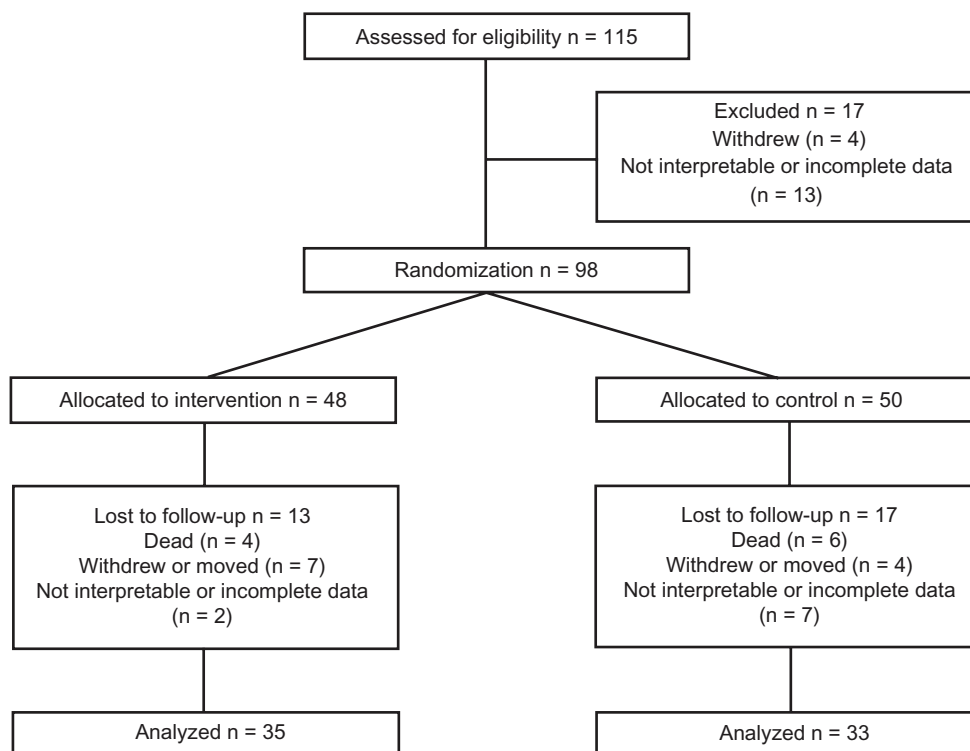 Assessed for eligibility n = 115
Excluded n = 17
Withdrew (n = 4)
Not interpretable or incomplete data
(n = 13)
Randomization n = 98
Allocated to intervention n = 48
Allocated to control n = 50
Lost to follow-up n = 13
Dead (n = 4)
Withdrew or moved (n = 7)
Not interpretable or incomplete data
(n = 2)
Lost to follow-up n = 17
Dead (n = 6)
Withdrew or moved (n = 4)
Not interpretable or incomplete data
(n = 7)
Analyzed n = 35
Analyzed n = 33